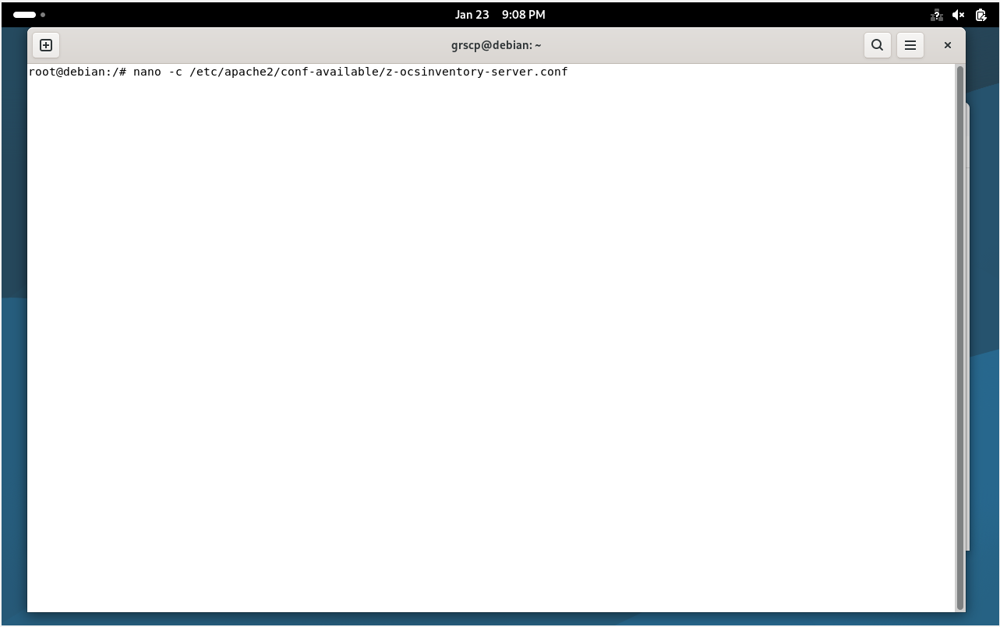 Jan 23 9:08 PM
grscp@debian: ~
root@debian:/# nano -c /etc/apache2/conf-available/z-ocsinventory-server.conf